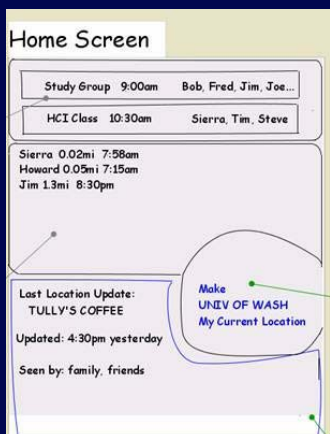 Home Screen
Study Group 9:00am Bob, Fred, Jim, Joe...
HCI Class 10:30am Sierra, Tim, Steve
Sierra 0.02mi 7:58am
Howard 0.05mi 7:15am
Jim 1.3mi 8:30pm
Last Location Update:
TULLY'S COFFEE
Updated: 4:30pm yesterday
Seen by: family, friends
Make
UNIV OF WASH
My Current Location